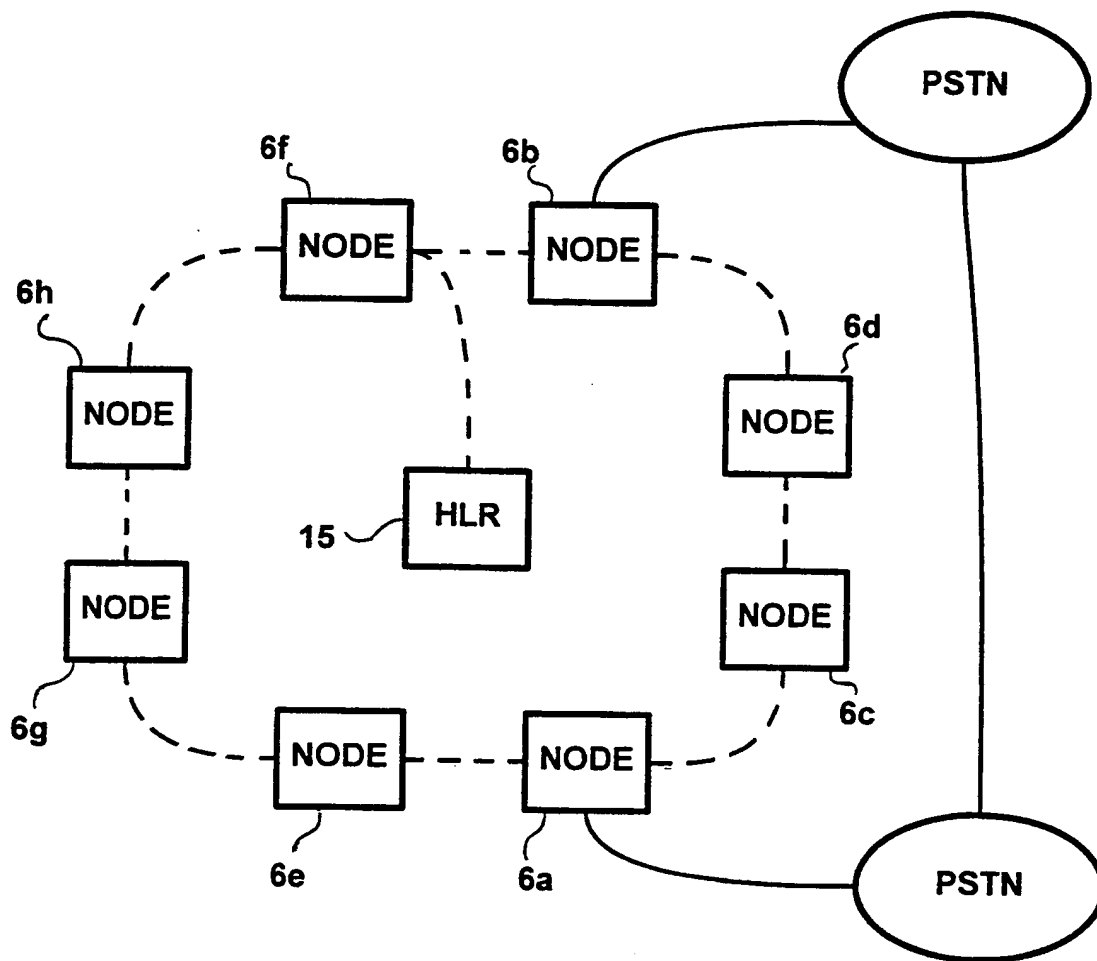 PSTN
6f
6b
NODE
NODE
6h
6d
NODE
NODE
HLR
15
NODE
NODE
6g
6c
NODE
NODE
6e
6a
PSTN